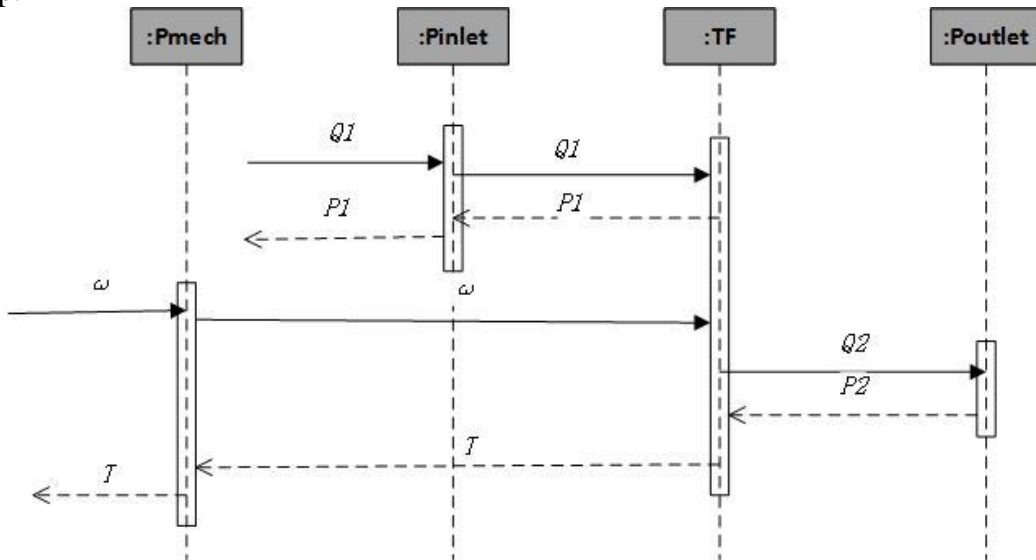 :Pmech
:Pinlet
:TF
:Poutlet
Q1
Q1
P1
P1
ω
ω
Q2
P2
T
T